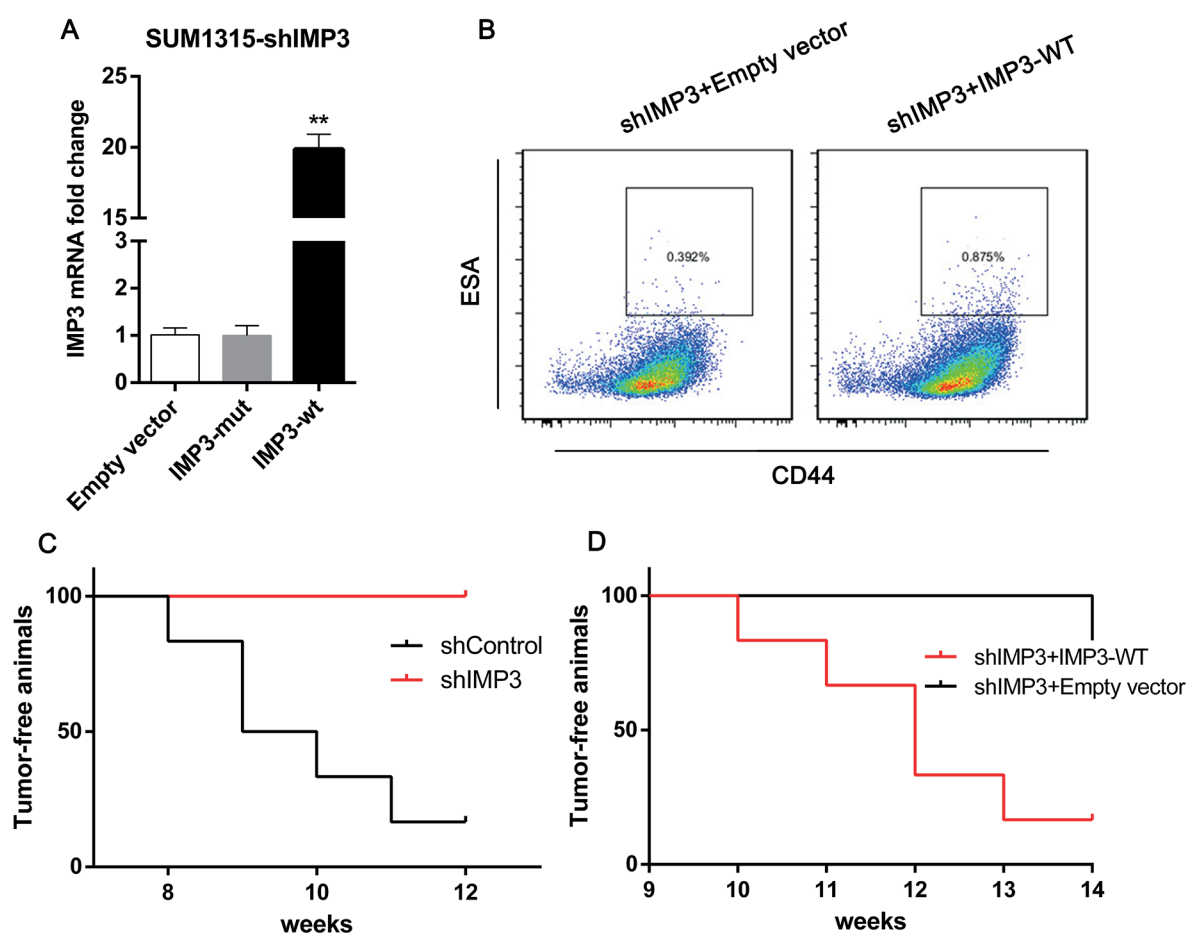 A
SUM1315-shIMP3
IMP3 mRNA fold change
25
20
15
3
2
1
0
**
Empty vector
IMP3-mut
IMP3-wt
B
shIMP3+Empty vector
shIMP3+IMP3-WT
ESA
0.392%
0.875%
CD44
C
Tumor-free animals
100
50
0
shControl
shIMP3
8
10
12
weeks
D
Tumor-free animals
100
50
0
shIMP3+IMP3-WT
shIMP3+Empty vector
9
10
11
12
13
14
weeks